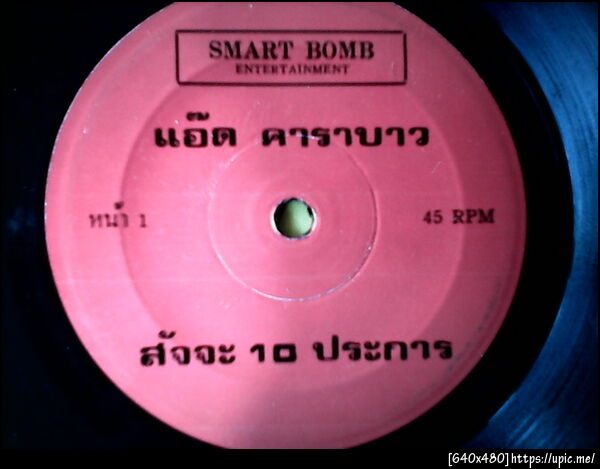 SMART BOMB
ENTERTAINMENT
แอ๊ด คาราบาว
หน้า 1
45 RPM
สัจจะ 10 ประการ
[640x480]https://upic.me/